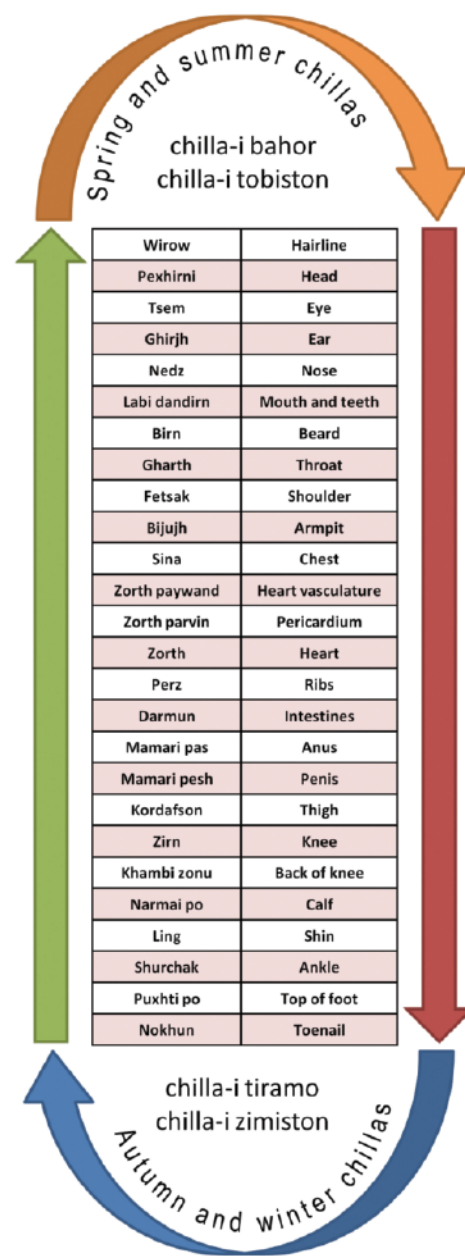 Spring and summer chillas
chilla-i bahor
chilla-i tobiston
Wirow Hairline
Pexhirni Head
Tsem Eye
Ghirjh Ear
Nedz Nose
Labi dandirn Mouth and teeth
Birn Beard
Gharth Throat
Fetsak Shoulder
Bijujh Armpit
Sina Chest
Zorth paywand Heart vasculature
Zorth parvin Pericardium
Zorth Heart
Perz Ribs
Darmun Intestines
Mamari pas Anus
Mamari pesh Penis
Kordafson Thigh
Zirn Knee
Khambi zonu Back of knee
Narmai po Calf
Ling Shin
Shurchak Ankle
Puxhti po Top of foot
Nokhun Toenail
chilla-i tiramo
chilla-i zimiston
Autumn and winter chillas